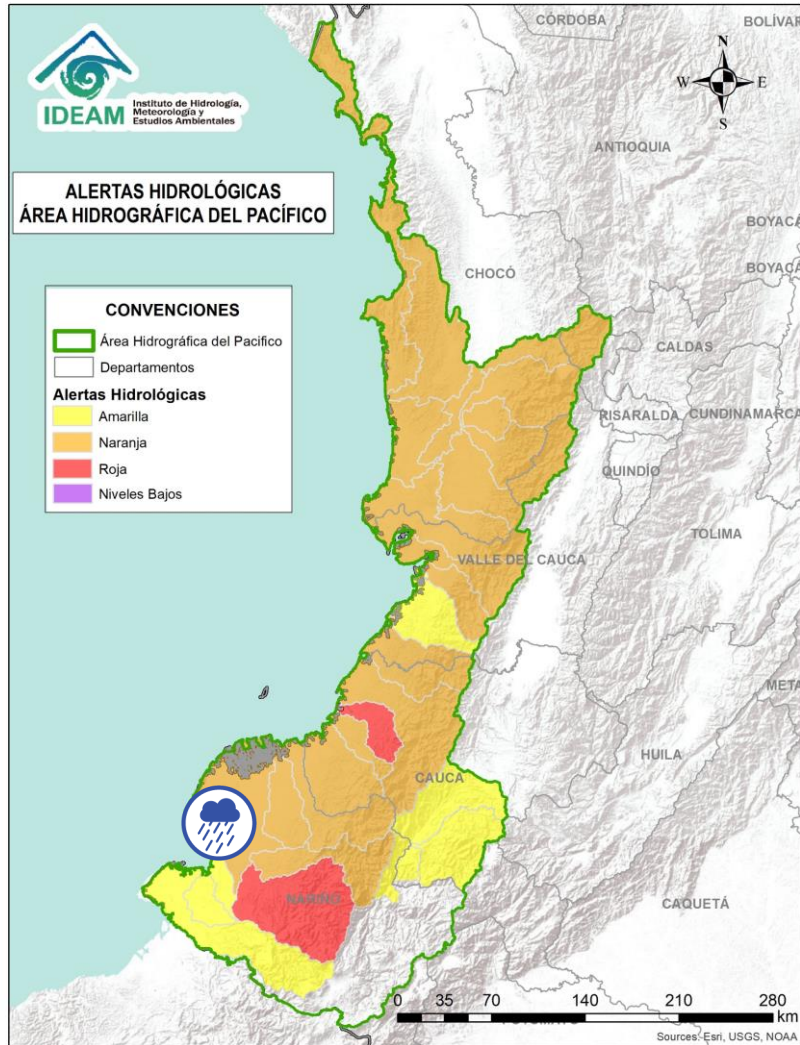 CÓRDOBA
BOLÍVAR
IDEAM
Instituto de Hidrología,
Meteorología y
Estudios Ambientales
N
W E
S
ANTIOQUIA
ALERTAS HIDROLÓGICAS
ÁREA HIDROGRÁFICA DEL PACÍFICO
BOYACÁ
BOYACÁ
CHOCÓ
CONVENCIONES
Área Hidrográfica del Pacifico
Departamentos
Alertas Hidrológicas
Amarilla
Naranja
Roja
Niveles Bajos
CALDAS
RISARALDA
CUNDINAMARCA
QUINDÍO
TOLIMA
VALLE DEL CAUCA
META
HUILA
CAUCA
NARIÑO
CAQUETÁ
0 35 70 140 210 280
km
Sources: Esri, USGS, NOAA